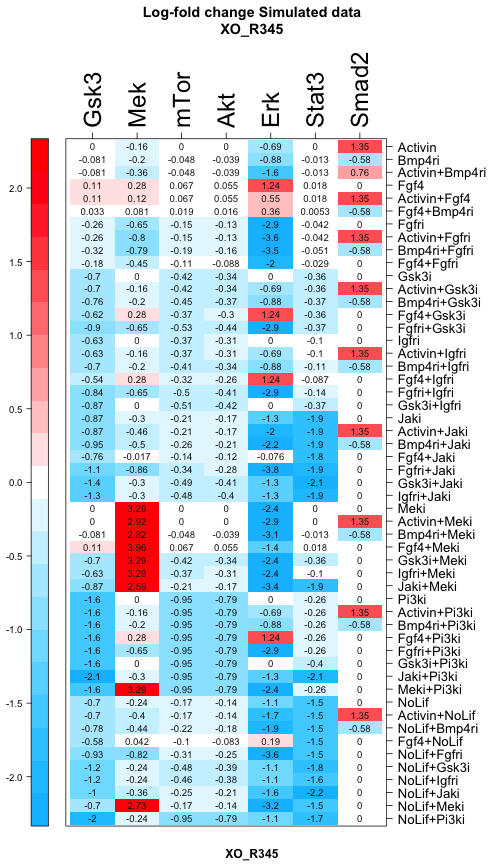 Log-fold change Simulated data
XO_R345
Gsk3 Mek mTor Akt Erk Stat3 Smad2
2.0
1.5
1.0
0.5
0.0
-0.5
-1.0
-1.5
-2.0
0 -0.16 0 0 -0.69 0 1.35 Activin
-0.081 -0.2 -0.048 -0.039 -0.88 -0.013 -0.58 Bmp4ri
-0.081 -0.36 -0.048 -0.039 -1.6 -0.013 0.76 Activin+Bmp4ri
0.11 0.28 0.067 0.055 1.24 0.018 0 Fgf4
0.11 0.12 0.067 0.055 0.55 0.018 1.35 Activin+Fgf4
0.033 0.081 0.019 0.016 0.36 0.0053 -0.58 Fgf4+Bmp4ri
-0.26 -0.65 -0.15 -0.13 -2.9 -0.042 0 Fgfri
-0.26 -0.8 -0.15 -0.13 -3.6 -0.042 1.35 Activin+Fgfri
-0.32 -0.79 -0.19 -0.16 -3.5 -0.051 -0.58 Bmp4ri+Fgfri
-0.18 -0.45 -0.11 -0.088 -2 -0.029 0 Fgf4+Fgfri
-0.7 0 -0.42 -0.34 0 -0.36 0 Gsk3i
-0.7 -0.16 -0.42 -0.34 -0.69 -0.36 1.35 Activin+Gsk3i
-0.76 -0.2 -0.45 -0.37 -0.88 -0.37 -0.58 Bmp4ri+Gsk3i
-0.62 0.28 -0.37 -0.3 1.24 -0.36 0 Fgf4+Gsk3i
-0.9 -0.65 -0.53 -0.44 -2.9 -0.37 0 Fgfri+Gsk3i
-0.63 0 -0.37 -0.31 0 -0.1 0 Igfri
-0.63 -0.16 -0.37 -0.31 -0.69 -0.1 1.35 Activin+Igfri
-0.7 -0.2 -0.41 -0.34 -0.88 -0.11 -0.58 Bmp4ri+Igfri
-0.54 0.28 -0.32 -0.26 1.24 -0.087 0 Fgf4+Igfri
-0.84 -0.65 -0.5 -0.41 -2.9 -0.14 0 Fgfri+Igfri
-0.87 0 -0.51 -0.42 0 -0.37 0 Gsk3i+Igfri
-0.87 -0.3 -0.21 -0.17 -1.3 -1.9 0 Jaki
-0.87 -0.46 -0.21 -0.17 -2 -1.9 1.35 Activin+Jaki
-0.95 -0.5 -0.26 -0.21 -2.2 -1.9 -0.58 Bmp4ri+Jaki
-0.76 -0.017 -0.14 -0.12 -0.076 -1.8 0 Fgf4+Jaki
-1.1 -0.86 -0.34 -0.28 -3.8 -1.9 0 Fgfri+Jaki
-1.4 -0.3 -0.49 -0.41 -1.3 -2.1 0 Gsk3i+Jaki
-1.3 -0.3 -0.48 -0.4 -1.3 -1.9 0 Igfri+Jaki
0 3.29 0 0 -2.4 0 0 Meki
0 2.92 0 0 -2.9 0 1.35 Activin+Meki
-0.081 2.82 -0.048 -0.039 -3.1 -0.013 -0.58 Bmp4ri+Meki
0.11 3.96 0.067 0.055 -1.4 0.018 0 Fgf4+Meki
-0.7 3.29 -0.42 -0.34 -2.4 -0.36 0 Gsk3i+Meki
-0.63 3.29 -0.37 -0.31 -2.4 -0.1 0 Igfri+Meki
-0.87 2.59 -0.21 -0.17 -3.4 -1.9 0 Jaki+Meki
-1.6 0 -0.95 -0.79 0 -0.26 0 Pi3ki
-1.6 -0.16 -0.95 -0.79 -0.69 -0.26 1.35 Activin+Pi3ki
-1.6 -0.2 -0.95 -0.79 -0.88 -0.26 -0.58 Bmp4ri+Pi3ki
-1.6 0.28 -0.95 -0.79 1.24 -0.26 0 Fgf4+Pi3ki
-1.6 -0.65 -0.95 -0.79 -2.9 -0.26 0 Fgfri+Pi3ki
-1.6 0 -0.95 -0.79 0 -0.4 0 Gsk3i+Pi3ki
-2.1 -0.3 -0.95 -0.79 -1.3 -2.1 0 Jaki+Pi3ki
-1.6 3.29 -0.95 -0.79 -2.4 -0.26 0 Meki+Pi3ki
-0.7 -0.24 -0.17 -0.14 -1.1 -1.5 0 NoLif
-0.7 -0.4 -0.17 -0.14 -1.7 -1.5 1.35 Activin+NoLif
-0.78 -0.44 -0.22 -0.18 -1.9 -1.5 -0.58 NoLif+Bmp4ri
-0.58 0.042 -0.1 -0.083 0.19 -1.5 0 Fgf4+NoLif
-0.93 -0.82 -0.31 -0.25 -3.6 -1.5 0 NoLif+Fgfri
-1.2 -0.24 -0.48 -0.39 -1.1 -1.8 0 NoLif+Gsk3i
-1.2 -0.24 -0.46 -0.38 -1.1 -1.6 0 NoLif+Igfri
-1 -0.36 -0.25 -0.21 -1.6 -2.2 0 NoLif+Jaki
-0.7 2.73 -0.17 -0.14 -3.2 -1.5 0 NoLif+Meki
-2 -0.24 -0.95 -0.79 -1.1 -1.7 0 NoLif+Pi3ki
XO_R345